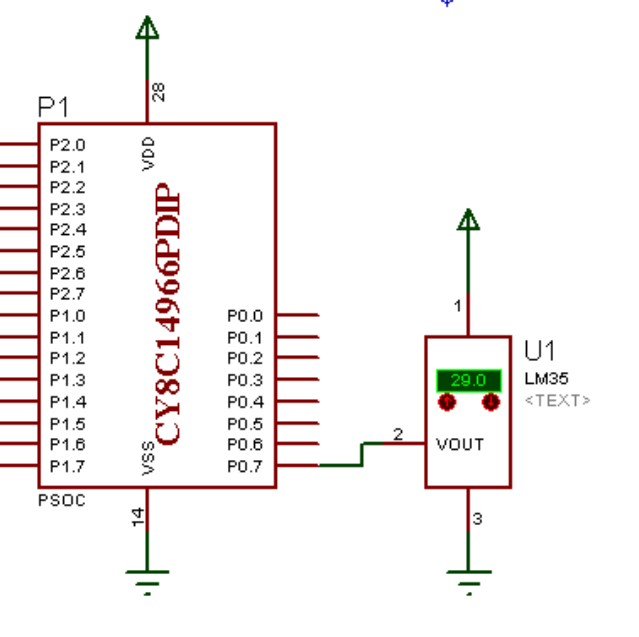 P1
28
VDD
CY8C14966PDIP
P2.0
P2.1
P2.2
P2.3
P2.4
P2.5
P2.6
P2.7
P1.0
P1.1
P1.2
P1.3
P1.4
P1.5
P1.6
P1.7
P0.0
P0.1
P0.2
P0.3
P0.4
P0.5
P0.6
P0.7
VSS
PSOC
14
1
U1
LM35
<TEXT>
29.0
2
VOUT
3